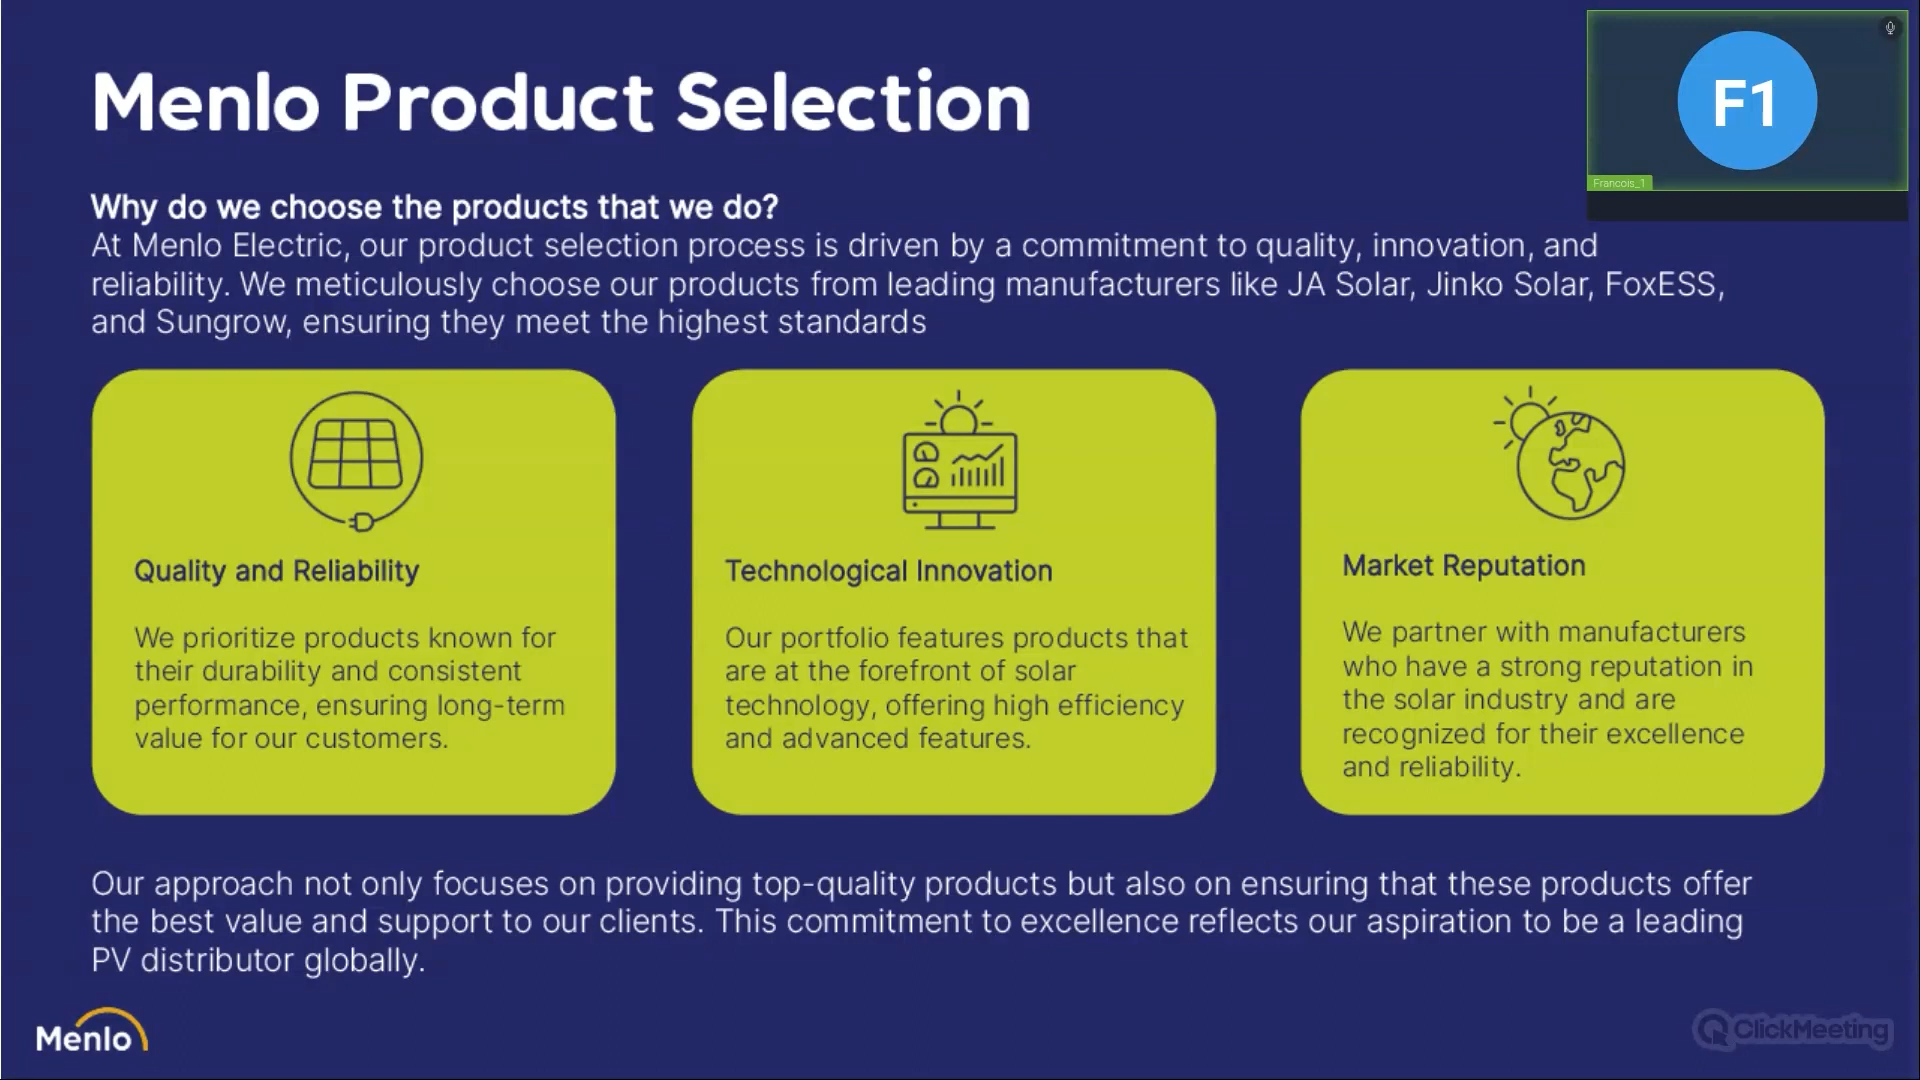 Menlo Product Selection
F1
Francois_1
Why do we choose the products that we do?
At Menlo Electric, our product selection process is driven by a commitment to quality, innovation, and
reliability. We meticulously choose our products from leading manufacturers like JA Solar, Jinko Solar, FoxESS,
and Sungrow, ensuring they meet the highest standards
Quality and Reliability
We prioritize products known for
their durability and consistent
performance, ensuring long-term
value for our customers.
Technological Innovation
Our portfolio features products that
are at the forefront of solar
technology, offering high efficiency
and advanced features.
Market Reputation
We partner with manufacturers
who have a strong reputation in
the solar industry and are
recognized for their excellence
and reliability.
Our approach not only focuses on providing top-quality products but also on ensuring that these products offer
the best value and support to our clients. This commitment to excellence reflects our aspiration to be a leading
PV distributor globally.
Menlo
ClickMeeting